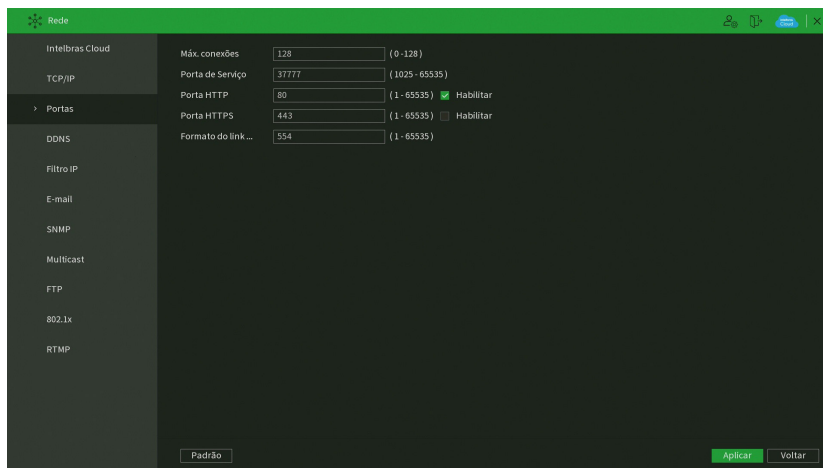 Rede
Cloud
Intelbras Cloud
TCP/IP
Portas
DDNS
Filtro IP
E-mail
SNMP
Multicast
FTP
802.1x
RTMP
Máx. conexões 128 (0-128)
Porta de Serviço 37777 (1025-65535)
Porta HTTP 80 (1-65535) Habilitar
Porta HTTPS 443 (1-65535) Habilitar
Formato do link... 554 (1-65535)
Padrão Aplicar Voltar